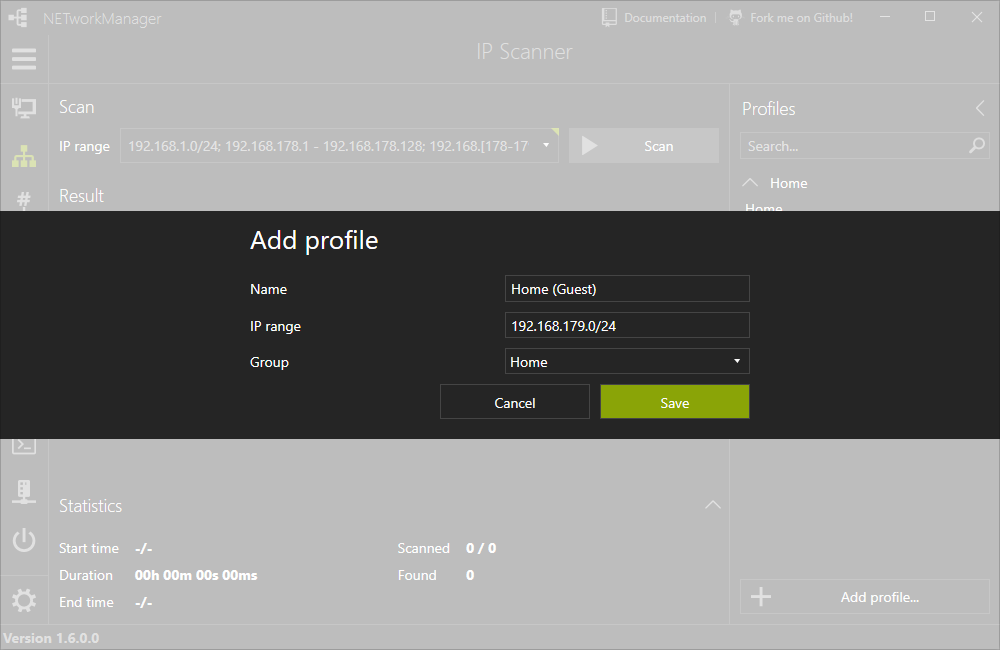 NETworkManager
Documentation
Fork me on Github!
IP Scanner
Scan
IP range 192.168.1.0/24; 192.168.178.1 - 192.168.178.128; 192.168.[178-17 Scan
Result
Profiles
Search...
Home
Home
Add profile
Name Home (Guest)
IP range 192.168.179.0/24
Group Home
Cancel Save
Statistics
Start time -/- Scanned 0 / 0
Duration 00h 00m 00s 00ms Found 0
End time -/-
Add profile...
Version 1.6.0.0